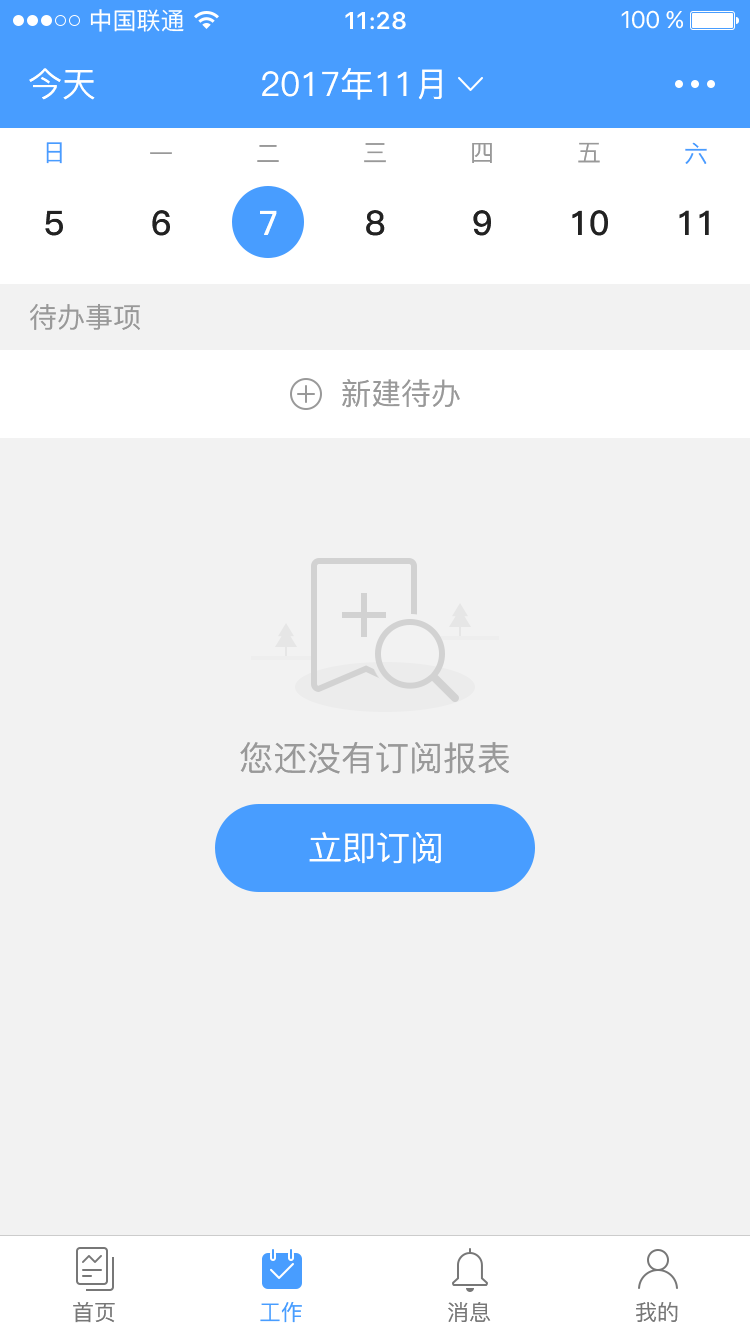 中国联通 11:28 100 %
今天 2017年11月
日 一 二 三 四 五 六
5 6 7 8 9 10 11
待办事项
新建待办
您还没有订阅报表
立即订阅
首页 工作 消息 我的